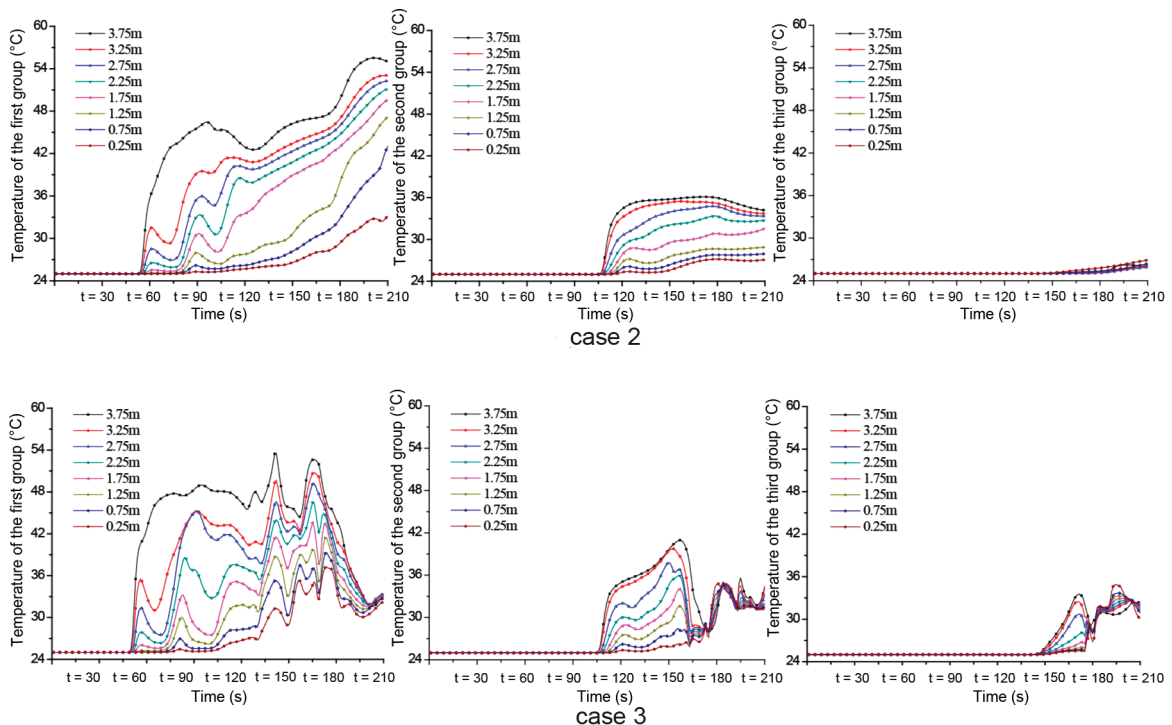 Temperature of the first group (°C)
60
54
48
42
36
30
24
3.75m
3.25m
2.75m
2.25m
1.75m
1.25m
0.75m
0.25m
t = 30 t = 60 t = 90 t = 120 t = 150 t = 180 t = 210
Time (s)
Temperature of the second group (°C)
60
54
48
42
36
30
24
3.75m
3.25m
2.75m
2.25m
1.75m
1.25m
0.75m
0.25m
t = 30 t = 60 t = 90 t = 120 t = 150 t = 180 t = 210
Time (s)
Temperature of the third group (°C)
60
54
48
42
36
30
24
3.75m
3.25m
2.75m
2.25m
1.75m
1.25m
0.75m
0.25m
t = 30 t = 60 t = 90 t = 120 t = 150 t = 180 t = 210
Time (s)
case 2
Temperature of the first group (°C)
60
54
48
42
36
30
24
3.75m
3.25m
2.75m
2.25m
1.75m
1.25m
0.75m
0.25m
t = 30 t = 60 t = 90 t = 120 t = 150 t = 180 t = 210
Time (s)
Temperature of the second group (°C)
60
54
48
42
36
30
24
3.75m
3.25m
2.75m
2.25m
1.75m
1.25m
0.75m
0.25m
t = 30 t = 60 t = 90 t = 120 t = 150 t = 180 t = 210
Time (s)
Temperature of the third group (°C)
60
54
48
42
36
30
24
3.75m
3.25m
2.75m
2.25m
1.75m
1.25m
0.75m
0.25m
t = 30 t = 60 t = 90 t = 120 t = 150 t = 180 t = 210
Time (s)
case 3